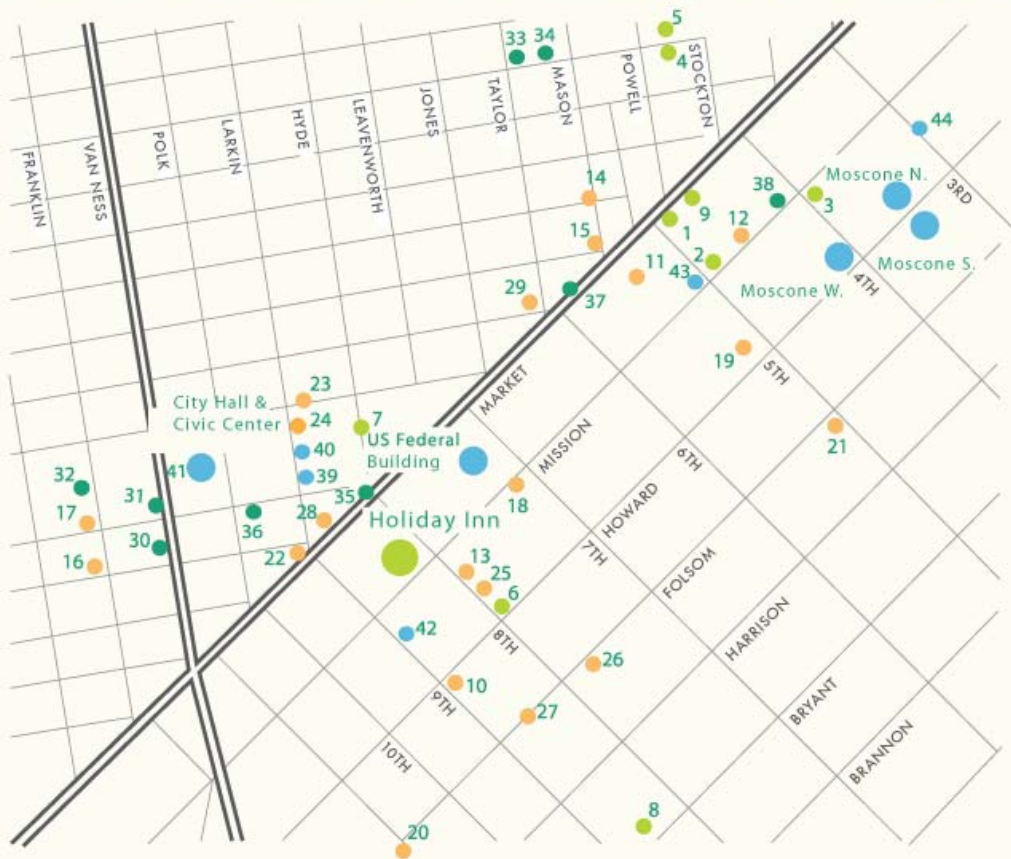 5
33 34
4
STOCKTON
POWELL
MASON
TAYLOR
JONES
LEAVENWORTH
HYDE
LARKIN
POLK
VAN NESS
FRANKLIN
44
Moscone N.
3RD
14
38
3
9
12
1
15
2
11
43
Moscone S.
4TH
Moscone W.
29
37
19
5TH
MARKET
23
City Hall &
Civic Center
24
7
US Federal
Building
40
MISSION
21
6TH
41
39
32
31
35
18
HOWARD
17
28
36
Holiday Inn
30
22
16
13
25
7TH
FOLSOM
6
42
8TH
HARRISON
26
10
9TH
27
BRYANT
10TH
BRANNON
8
20